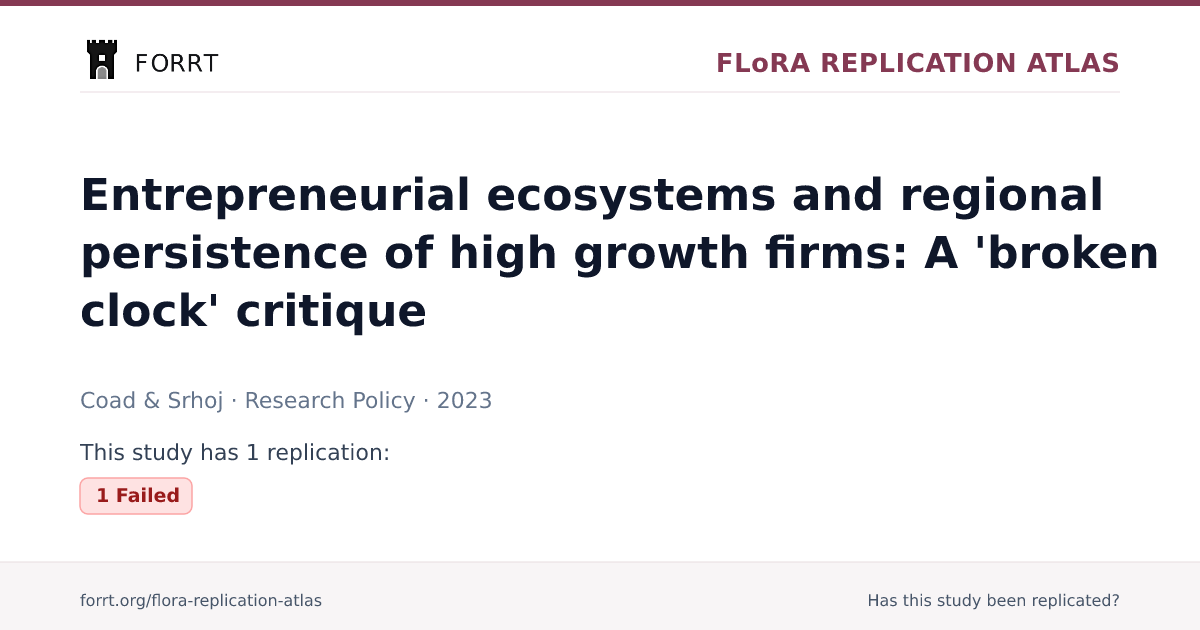 FORRT
FLoRA REPLICATION ATLAS
Entrepreneurial ecosystems and regional
persistence of high growth firms: A 'broken
clock' critique
Coad & Srhoj · Research Policy · 2023
This study has 1 replication:
1 Failed
forrt.org/flora-replication-atlas
Has this study been replicated?